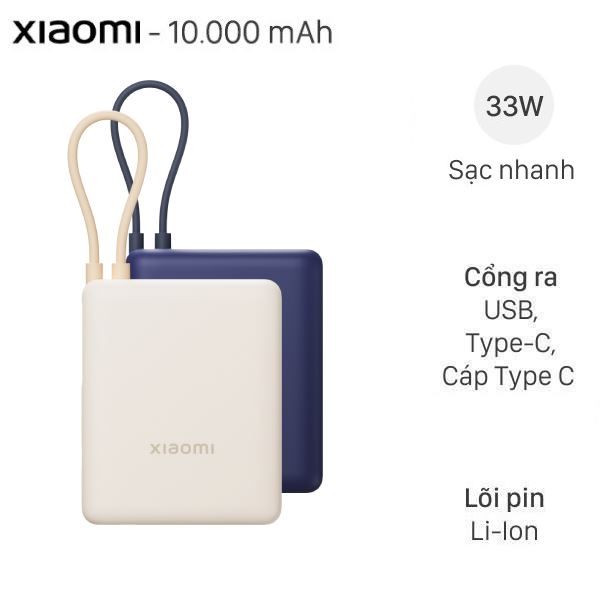 xiaomi - 10.000 mAh
33W
Sạc nhanh
Cổng ra
USB,
Type-C,
Cáp Type C
xiaomi
Lõi pin
Li-Ion